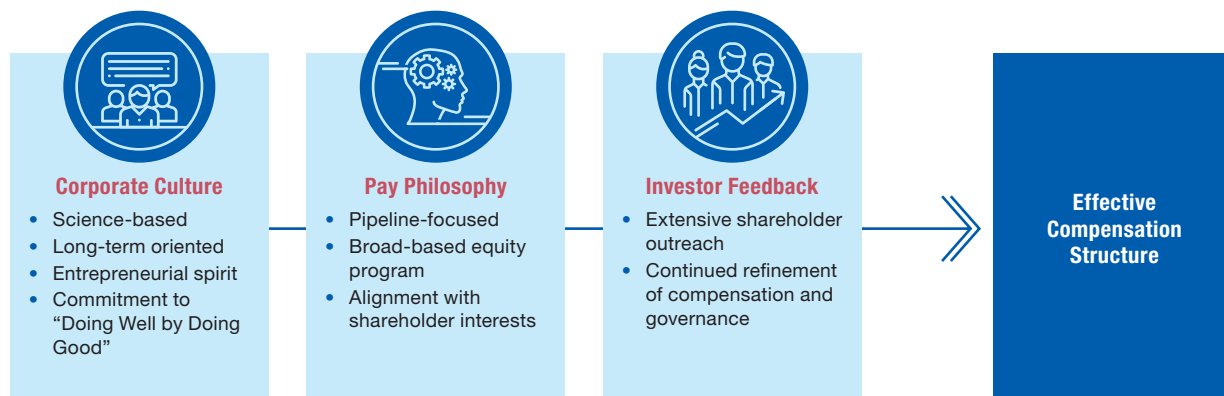 Corporate Culture
• Science-based
• Long-term oriented
• Entrepreneurial spirit
• Commitment to
“Doing Well by Doing
Good”
Pay Philosophy
• Pipeline-focused
• Broad-based equity
program
• Alignment with
shareholder interests
Investor Feedback
• Extensive shareholder
outreach
• Continued refinement
of compensation and
governance
Effective
Compensation
Structure